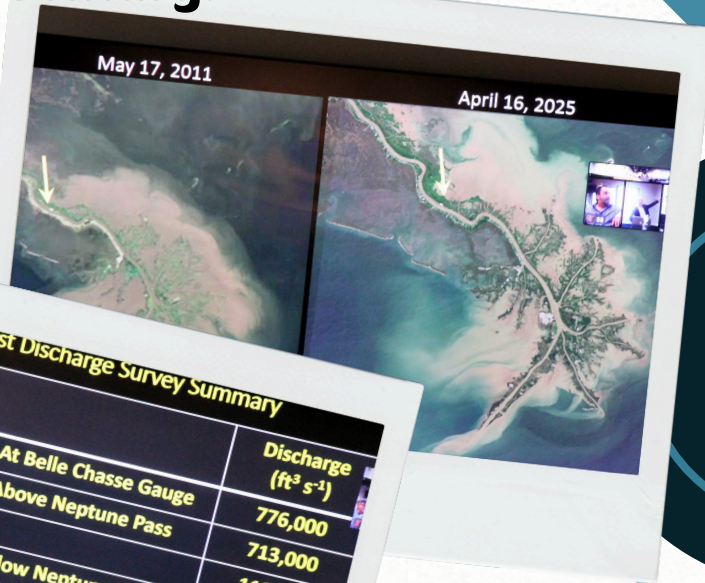 May 17, 2011
April 16, 2025
Discharge Survey Summary
Discharge
(ft³ s⁻¹)
At Belle Chasse Gauge
776,000
Above Neptune Pass
713,000